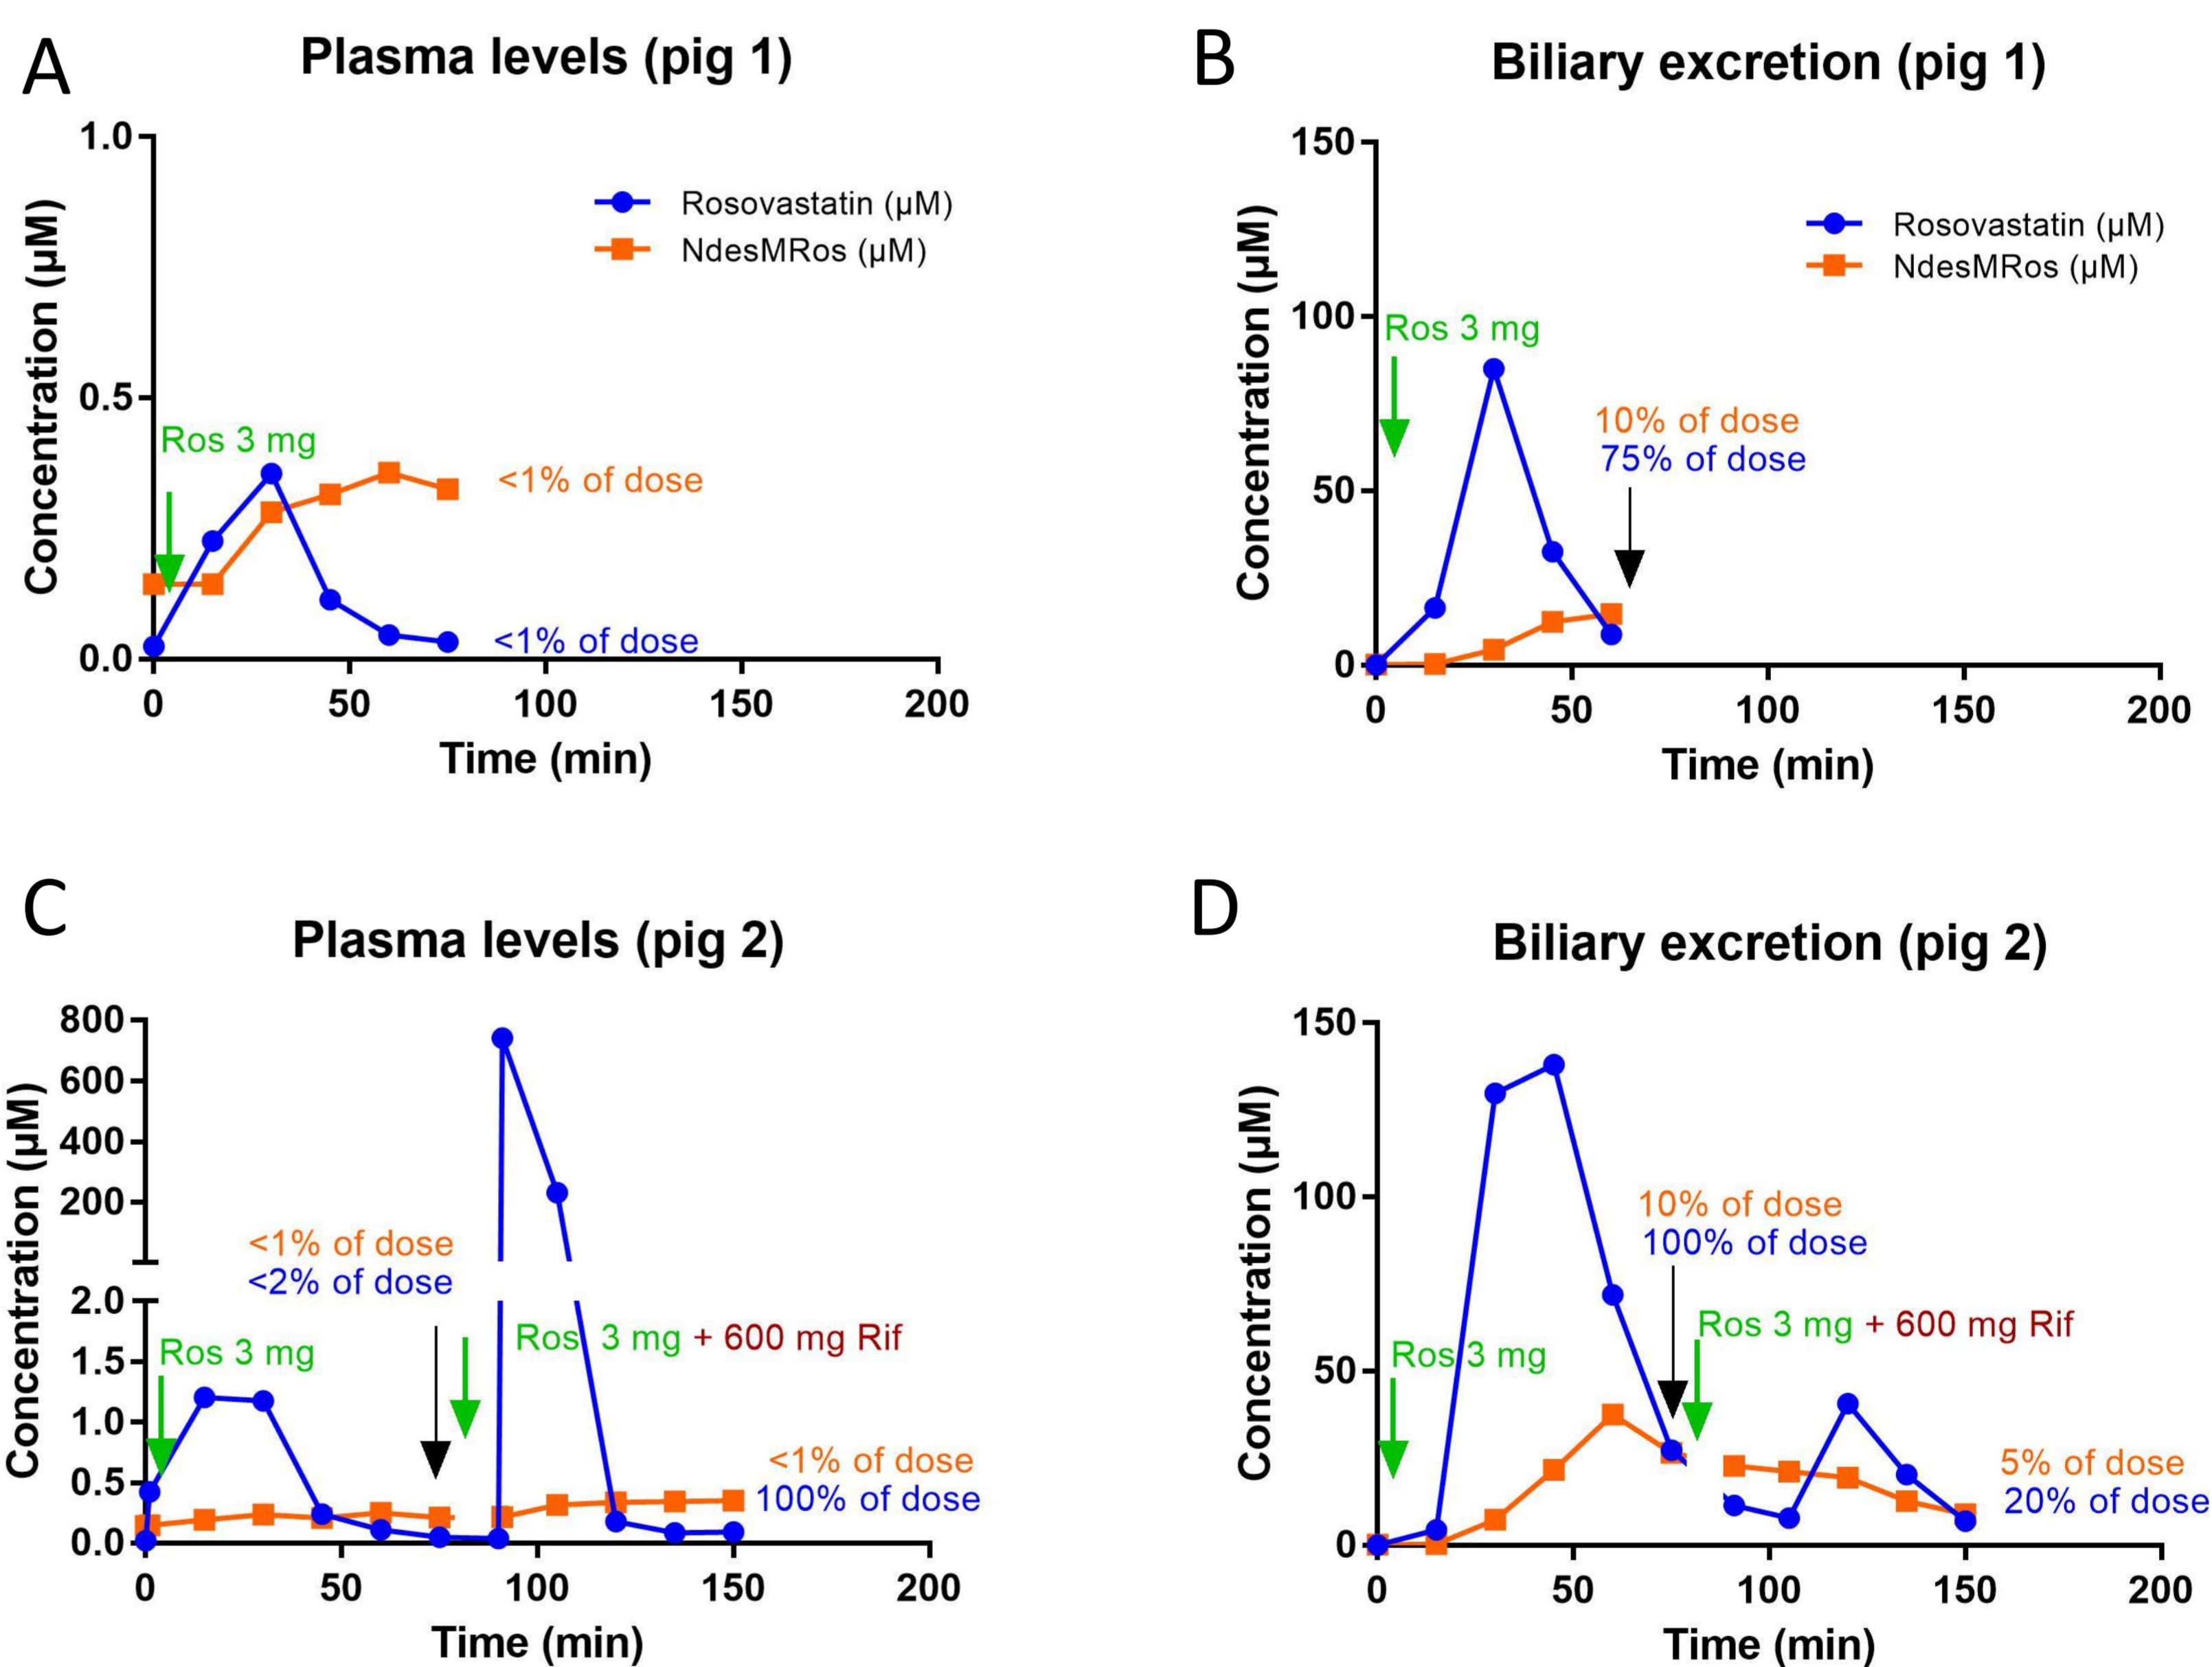 A
Plasma levels (pig 1)
1.0
0.5
0.0
Concentration (µM)
Rosovastatin (µM)
NdesMRos (µM)
Ros 3 mg
<1% of dose
<1% of dose
0 50 100 150 200
Time (min)
B
Biliary excretion (pig 1)
150
100
50
0
Concentration (µM)
Rosovastatin (µM)
NdesMRos (µM)
Ros 3 mg
10% of dose
75% of dose
0 50 100 150 200
Time (min)
C
Plasma levels (pig 2)
800
600
400
200
2.0
1.5
1.0
0.5
0.0
Concentration (µM)
<1% of dose
<2% of dose
Ros 3 mg
Ros 3 mg + 600 mg Rif
<1% of dose
100% of dose
0 50 100 150 200
Time (min)
D
Biliary excretion (pig 2)
150
100
50
0
Concentration (µM)
10% of dose
100% of dose
Ros 3 mg
Ros 3 mg + 600 mg Rif
5% of dose
20% of dose
0 50 100 150 200
Time (min)